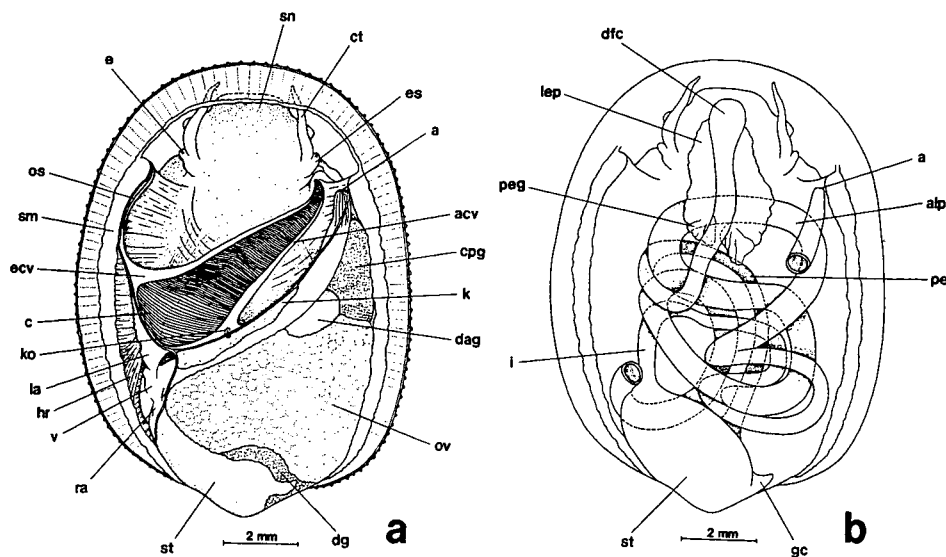 sn
ct
e
es
a
os
sm
acv
ecv
cpg
c
k
ko
dag
la
hr
v
ov
ra
st
2 mm
dg
a
dfc
lep
a
peg
alp
pe
i
st
2 mm
gc
b